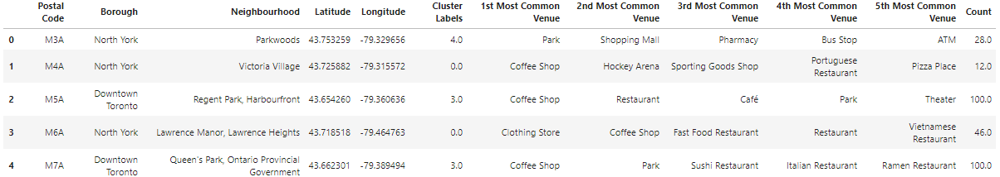 Postal Code Borough Neighbourhood Latitude Longitude Cluster Labels 1st Most Common Venue 2nd Most Common Venue 3rd Most Common Venue 4th Most Common Venue 5th Most Common Venue Count
0 M3A North York Parkwoods 43.753259 -79.329656 4.0 Park Shopping Mall Pharmacy Bus Stop ATM 28.0
1 M4A North York Victoria Village 43.725882 -79.315572 0.0 Coffee Shop Hockey Arena Sporting Goods Shop Portuguese Restaurant Pizza Place 12.0
2 M5A Downtown Toronto Regent Park, Harbourfront 43.654260 -79.360636 3.0 Coffee Shop Restaurant Café Park Theater 100.0
3 M6A North York Lawrence Manor, Lawrence Heights 43.718518 -79.464763 0.0 Clothing Store Coffee Shop Fast Food Restaurant Restaurant Vietnamese Restaurant 46.0
4 M7A Downtown Toronto Queen's Park, Ontario Provincial Government 43.662301 -79.389494 3.0 Coffee Shop Park Sushi Restaurant Italian Restaurant Ramen Restaurant 100.0